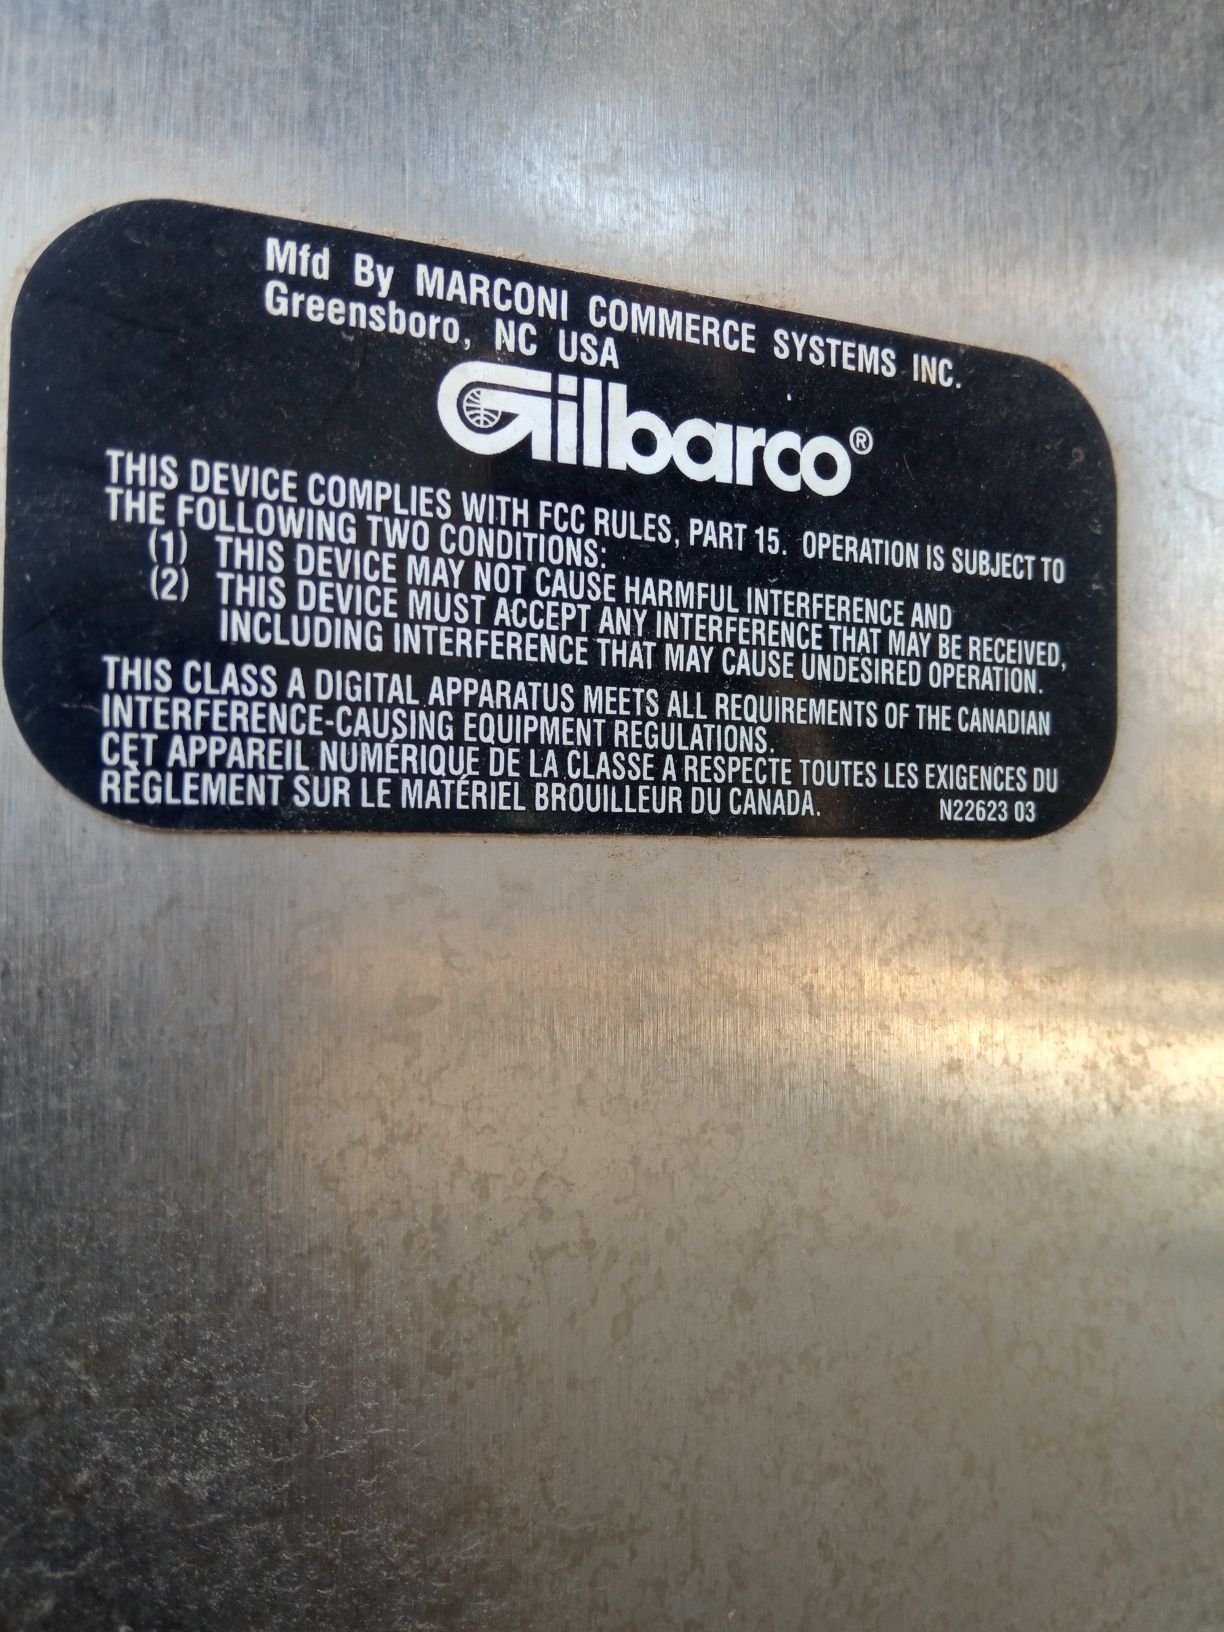 Mfd By MARCONI COMMERCE SYSTEMS INC.
Greensboro, NC USA
Gilbarco®
THIS DEVICE COMPLIES WITH FCC RULES, PART 15. OPERATION IS SUBJECT TO
THE FOLLOWING TWO CONDITIONS:
(1) THIS DEVICE MAY NOT CAUSE HARMFUL INTERFERENCE AND
(2) THIS DEVICE MUST ACCEPT ANY INTERFERENCE THAT MAY BE RECEIVED,
INCLUDING INTERFERENCE THAT MAY CAUSE UNDESIRED OPERATION.
THIS CLASS A DIGITAL APPARATUS MEETS ALL REQUIREMENTS OF THE CANADIAN
INTERFERENCE-CAUSING EQUIPMENT REGULATIONS.
CET APPAREIL NUMÉRIQUE DE LA CLASSE A RESPECTE TOUTES LES EXIGENCES DU
RÈGLEMENT SUR LE MATÉRIEL BROUILLEUR DU CANADA. N22623 03